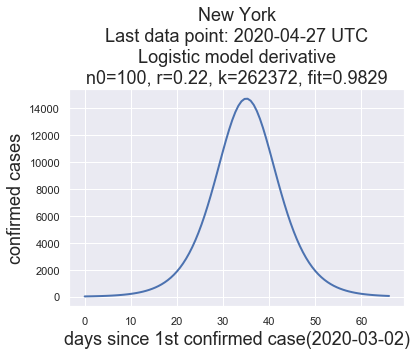 New York
Last data point: 2020-04-27 UTC
Logistic model derivative
n0=100, r=0.22, k=262372, fit=0.9829
confirmed cases
14000
12000
10000
8000
6000
4000
2000
0
0 10 20 30 40 50 60
days since 1st confirmed case(2020-03-02)